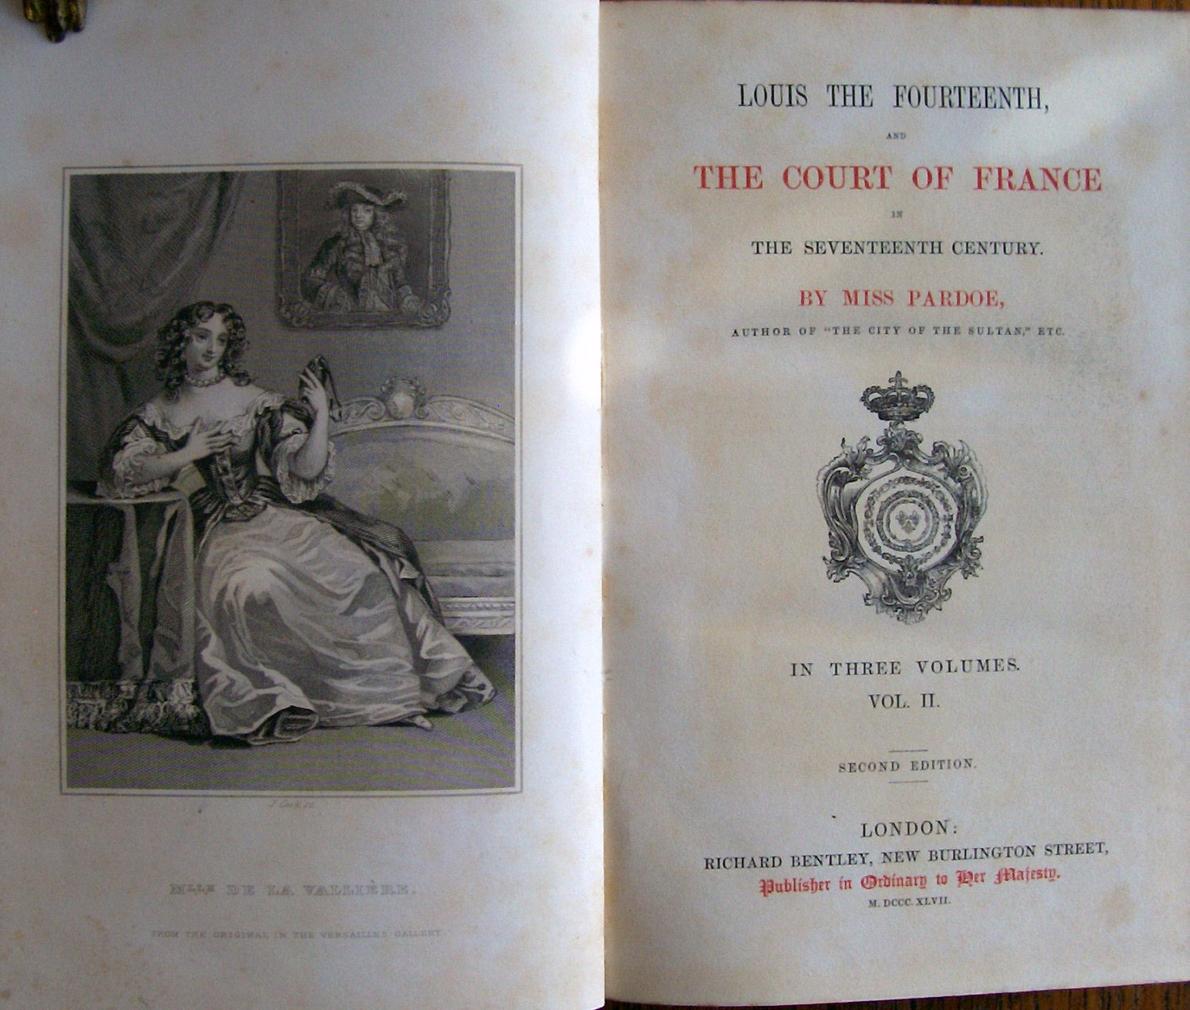 Mlle DE LA VALLIÈRE.
FROM THE ORIGINAL IN THE VERSAILLES GALLERY.
LOUIS THE FOURTEENTH,
AND
THE COURT OF FRANCE
IN
THE SEVENTEENTH CENTURY.
BY MISS PARDOE,
AUTHOR OF "THE CITY OF THE SULTAN," ETC.
IN THREE VOLUMES.
VOL. II.
SECOND EDITION.
LONDON:
RICHARD BENTLEY, NEW BURLINGTON STREET,
Publisher in Ordinary to Her Majesty.
M. DCCC. XLVII.